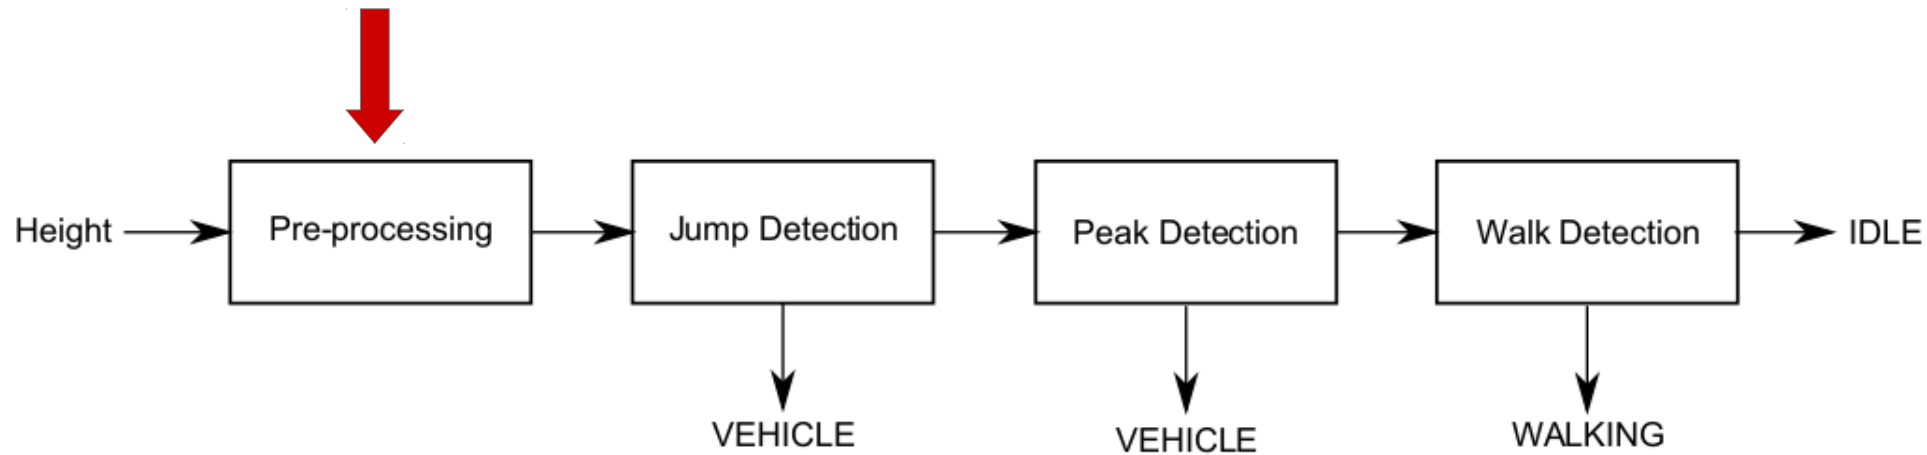 Height
Pre-processing
Jump Detection
Peak Detection
Walk Detection
IDLE
VEHICLE
VEHICLE
WALKING